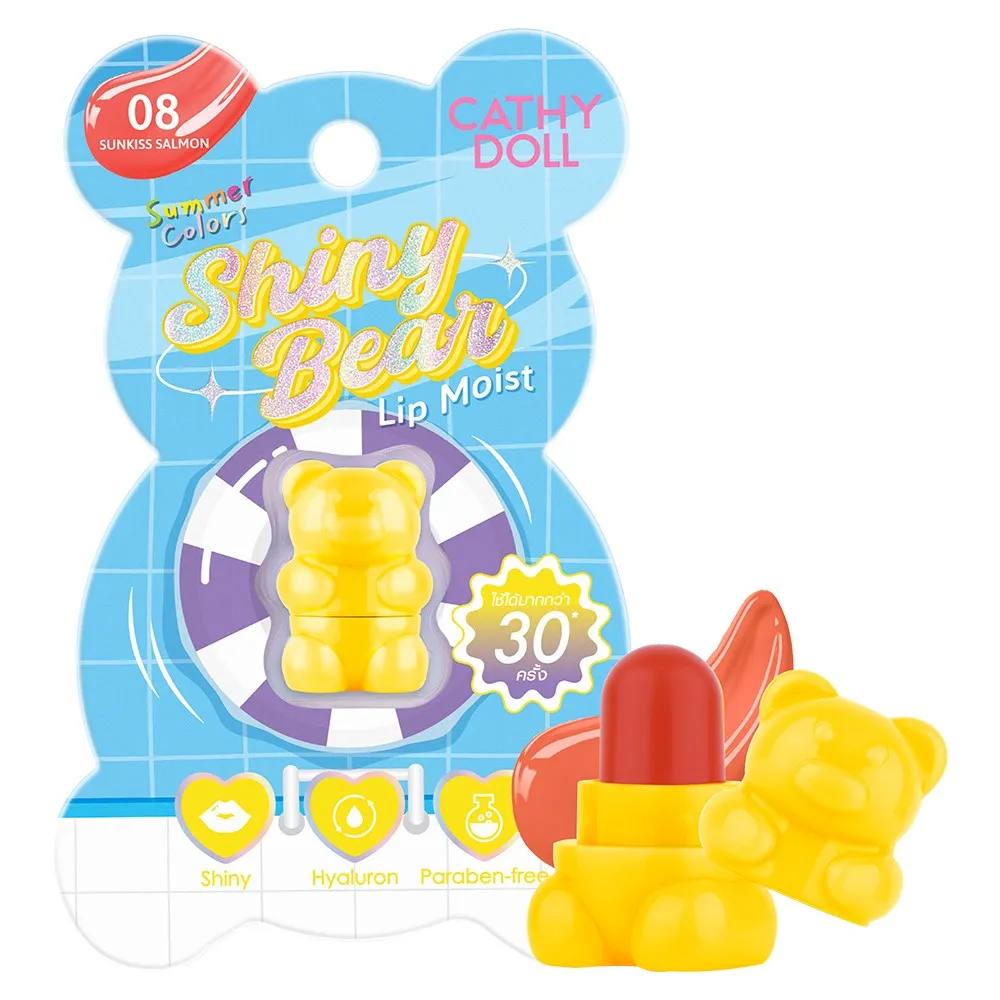 08
SUNKISS SALMON
CATHY
DOLL
Summer
Colors
Shiny
Bear
Lip Moist
ใช้ได้มากกว่า
30*
ครั้ง
Shiny
Hyaluron
Paraben-free